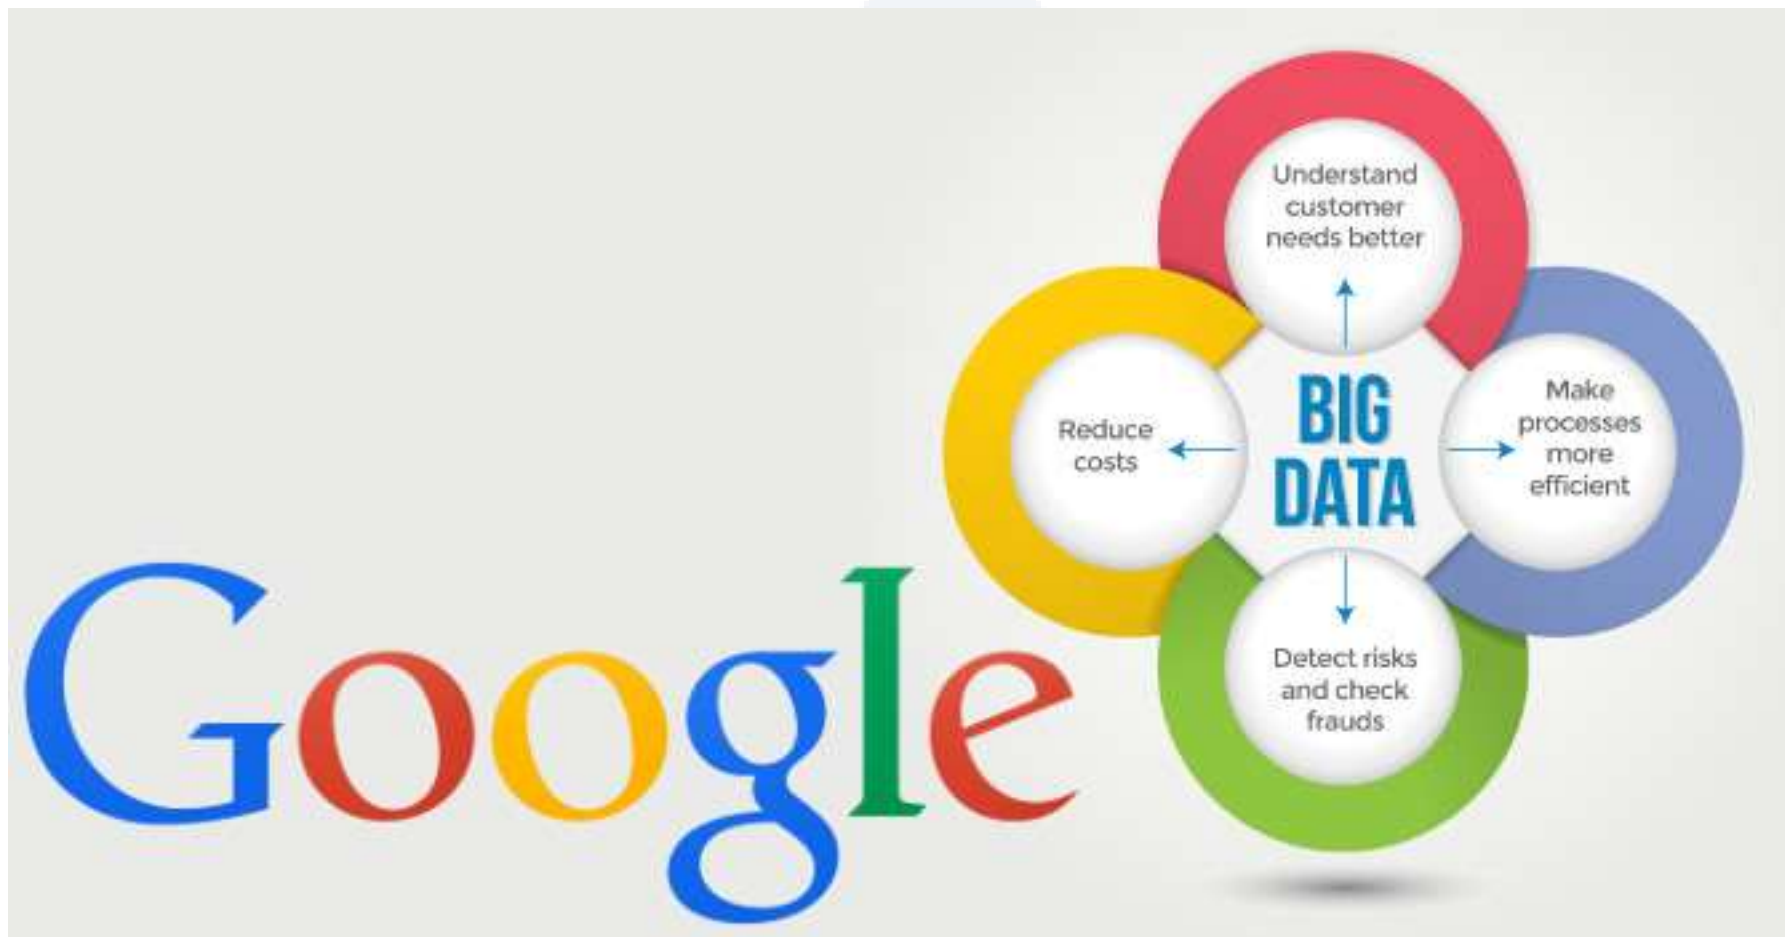 Understand
customer
needs better
Reduce
costs
BIG
DATA
Make
processes
more
efficient
Detect risks
and check
frauds
Google